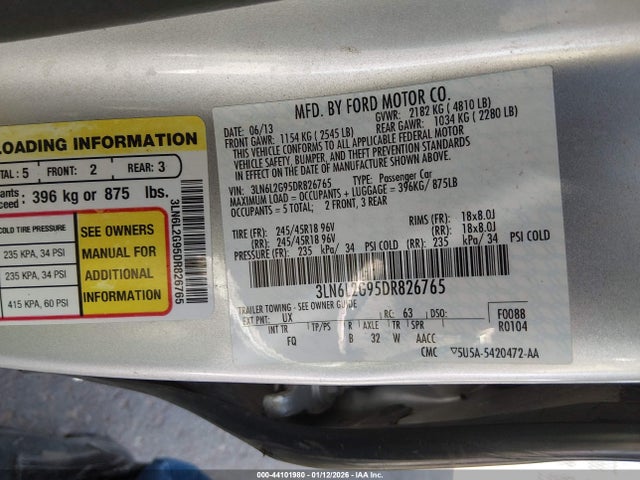 LOADING INFORMATION
TAL: 5 FRONT: 2 REAR: 3
pants
ceed: 396 kg or 875 lbs.
COLD TIRE PRESSURE
235 KPA, 34 PSI
235 KPA, 34 PSI
415 KPA, 60 PSI
SEE OWNERS
MANUAL FOR
ADDITIONAL
INFORMATION
3LN6L2G95DR826765
MFD. BY FORD MOTOR CO.
DATE: 06/13 GVWR: 2182 KG ( 4810 LB)
FRONT GAWR: 1154 KG ( 2545 LB) REAR GAWR: 1034 KG ( 2280 LB)
THIS VEHICLE CONFORMS TO ALL APPLICABLE FEDERAL MOTOR
VEHICLE SAFETY, BUMPER, AND THEFT PREVENTION STANDARDS
IN EFFECT ON THE DATE OF MANUFACTURE SHOWN ABOVE.
VIN: 3LN6L2G95DR826765 TYPE: Passenger Car
MAXIMUM = OCCUPANTS + LUGGAGE = 396KG/ 875LB
OCCUPANTS = 5 TOTAL; 2 FRONT, 3 REAR
TIRE (FR): 245/45R18 96V RIMS (FR): 18x8.0J
(RR): 245/45R18 96V (RR): 18x8.0J
PRESSURE (FR): 235 kPa/ 34 PSI COLD (RR): 235 kPa/ 34 PSI COLD
3LN6L2G95DR826765
TRAILER TOWING - SEE OWNER GUIDE
EXT PNT: UX RC: 63 DSO: F0088
INT TR TP/PS R AXLE TR SPR R0104
FQ B 32 W AACC
CMC ▽5U5A-5420472-AA
000-44101980 - 01/12/2026 - IAAI, Inc.